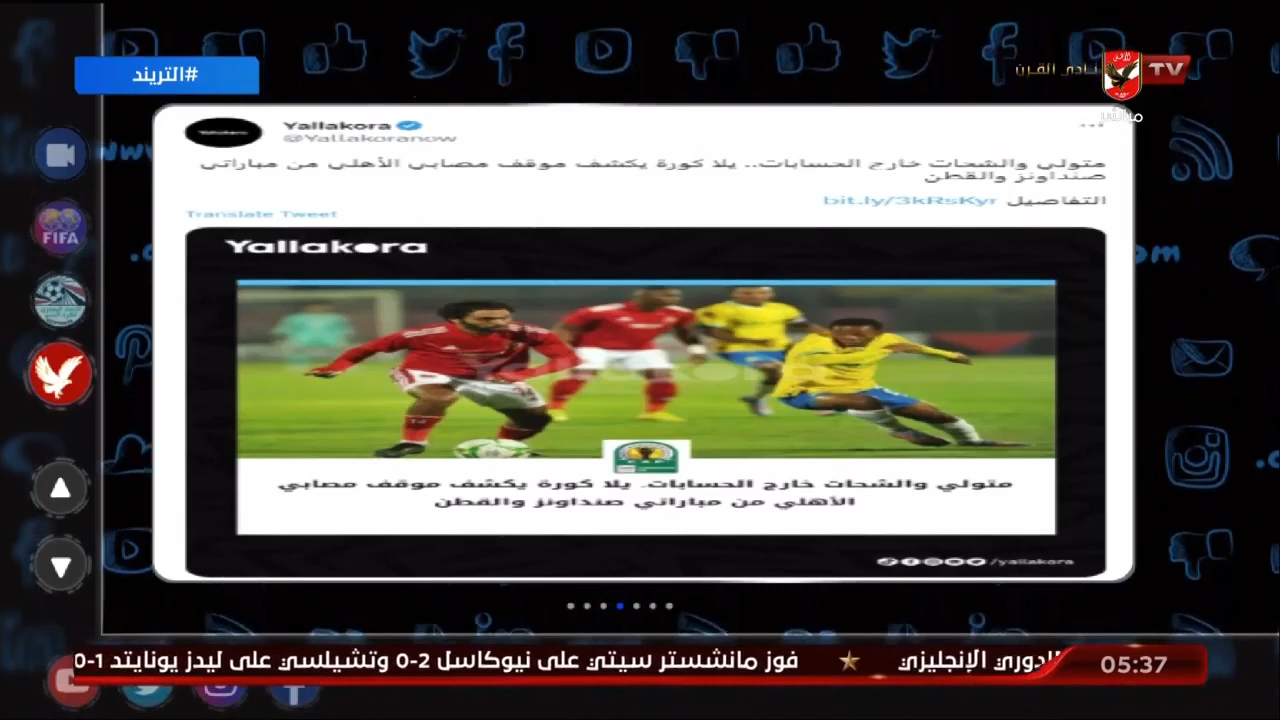 #التريند
نادي القرن
TV
مباشر
Yallakora
@Yallakoranow
متولي والشحات خارج الحسابات.. يلا كورة يكشف موقف مصابي الأهلي من مباراتي
صنداونز والقطن
التفاصيل bit.ly/3kRsKyr
Translate Tweet
Yallakora
متولي والشحات خارج الحسابات.. يلا كورة يكشف موقف مصابي
الأهلي من مباراتي صنداونز والقطن
/yallakora
FIFA
الدوري الإنجليزي ★ فوز مانشستر سيتي على نيوكاسل 2-0 وتشيلسي على ليدز يونايتد 1-0
05:37